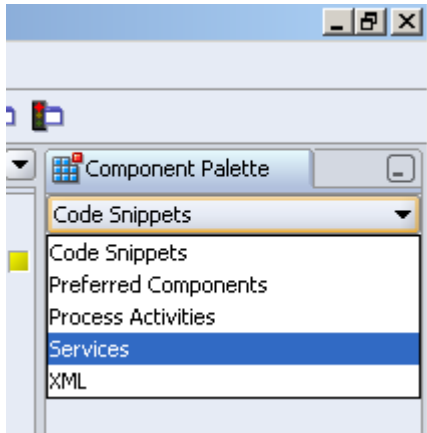 Component Palette
Code Snippets
Code Snippets
Preferred Components
Process Activities
Services
XML